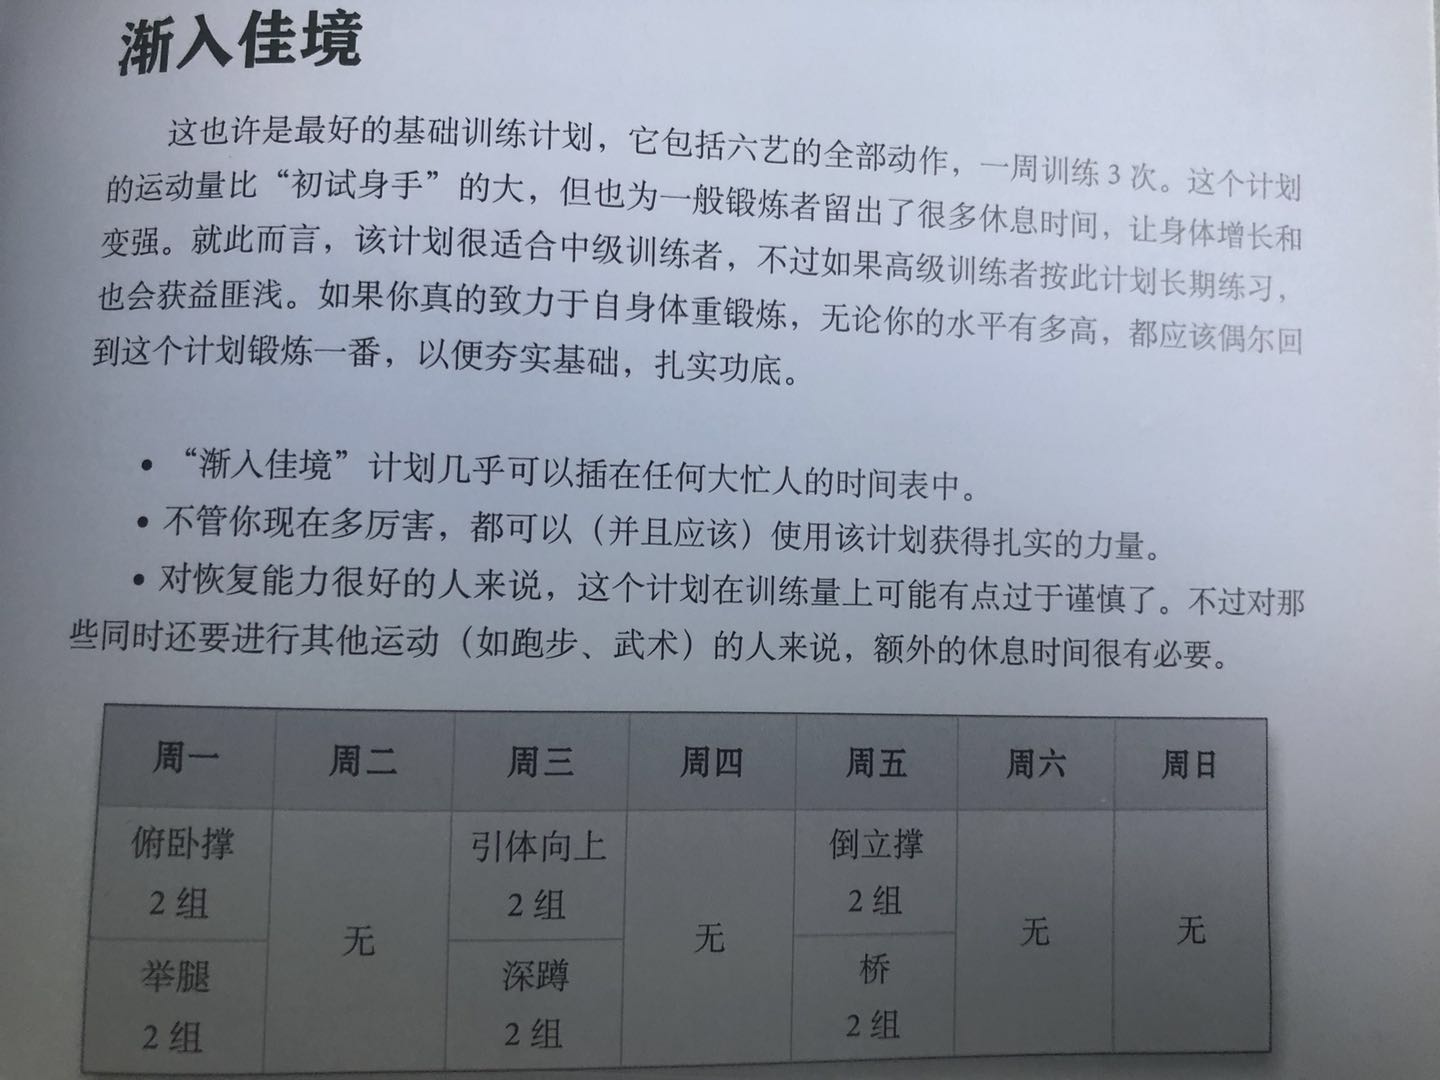 渐入佳境
这也许是最好的基础训练计划，它包括六艺的全部动作，一周训练3次。这个计划
的运动量比“初试身手”的大，但也为一般锻炼者留出了很多休息时间，让身体增长和
变强。就此而言，该计划很适合中级训练者，不过如果高级训练者按此计划长期练习，
也会获益匪浅。如果你真的致力于自身体重锻炼，无论你的水平有多高，都应该偶尔回
到这个计划锻炼一番，以便夯实基础，扎实功底。
• “渐入佳境”计划几乎可以插在任何大忙人的时间表中。
• 不管你现在多厉害，都可以（并且应该）使用该计划获得扎实的力量。
• 对恢复能力很好的人来说，这个计划在训练量上可能有点过于谨慎了。不过对那
些同时还要进行其他运动（如跑步、武术）的人来说，额外的休息时间很有必要。
周一 周二 周三 周四 周五 周六 周日
俯卧撑 引体向上 倒立撑
2组 2组 2组
无 无 无 无
举腿 深蹲 桥
2组 2组 2组